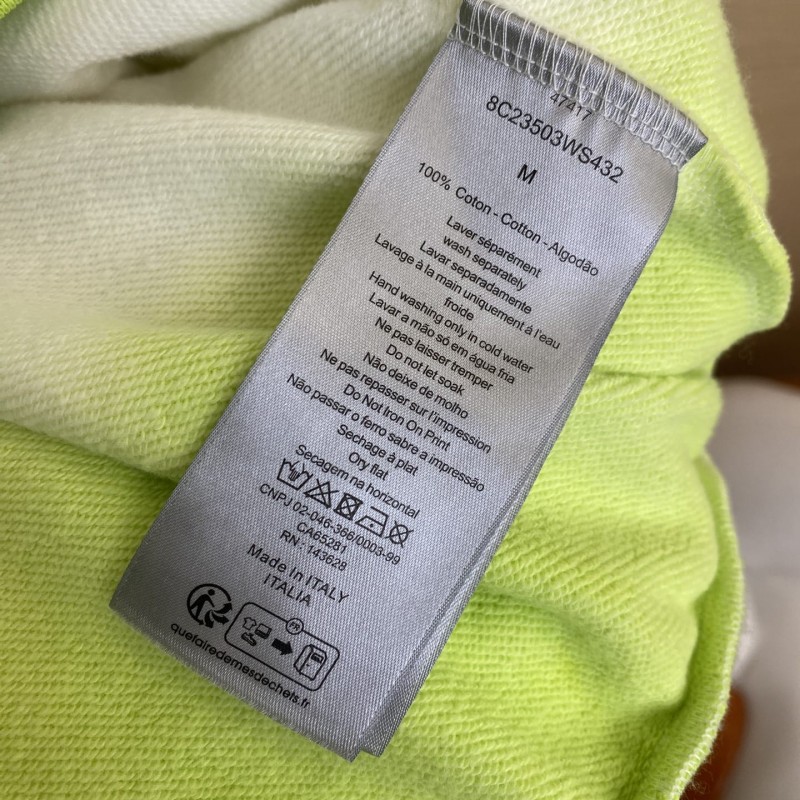 47417
8C23503WS432
M
100% Coton - Cotton - Algodão
Laver séparément
wash separately
Lavar separadamente
Lavage à la main uniquement à l'eau
froide
Hand washing only in cold water
Lavar a mão só em água fria
Ne pas laisser tremper
Do not let soak
Não deixe de molho
Ne pas repasser sur l'impression
Do Not Iron On Print
Não passar o ferro sabre a impressão
Sechage à plat
Ory flat
Secagem na horizontal
CNPJ 02-046-366/0003-99
CA65281
RN : 143628
Made In ITALY
ITALIA
FR
quefairedemesdechets.fr